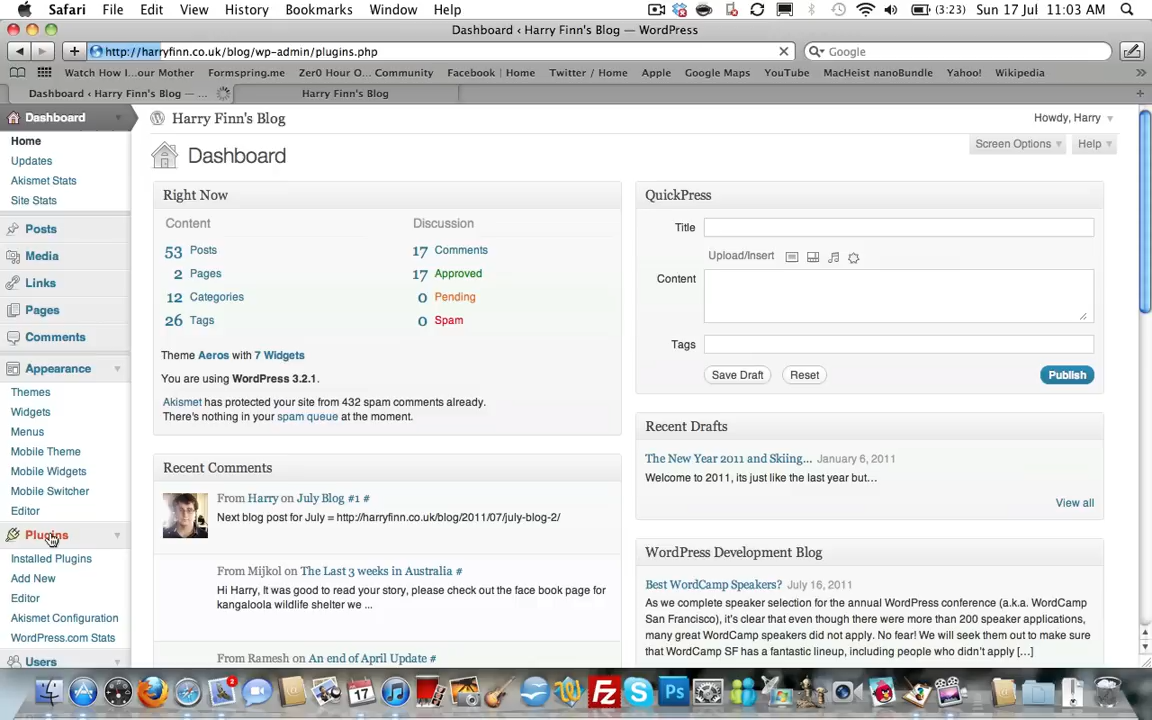 Safari File Edit View History Bookmarks Window Help (3:23) Sun 17 Jul 11:03 AM
Dashboard ‹ Harry Finn's Blog — WordPress
http://harryfinn.co.uk/blog/wp-admin/plugins.php Google
Watch How I...our Mother Formspring.me Zer0 Hour O... Community Facebook | Home Twitter / Home Apple Google Maps YouTube MacHeist nanoBundle Yahoo! Wikipedia
Dashboard ‹ Harry Finn's Blog — ... Harry Finn's Blog
Dashboard
Home
Updates
Akismet Stats
Site Stats
Posts
Media
Links
Pages
Comments
Appearance
Themes
Widgets
Menus
Mobile Theme
Mobile Widgets
Mobile Switcher
Editor
Plugins
Installed Plugins
Add New
Editor
Akismet Configuration
WordPress.com Stats
Users
Harry Finn's Blog Howdy, Harry
Dashboard
Screen Options Help
Right Now
Content Discussion
53 Posts 17 Comments
2 Pages 17 Approved
12 Categories 0 Pending
26 Tags 0 Spam
Theme Aeros with 7 Widgets
You are using WordPress 3.2.1.
Akismet has protected your site from 432 spam comments already.
There's nothing in your spam queue at the moment.
Recent Comments
From Harry on July Blog #1 #
Next blog post for July = http://harryfinn.co.uk/blog/2011/07/july-blog-2/
From Mijkol on The Last 3 weeks in Australia #
Hi Harry, It was good to read your story, please check out the face book page for
kangaloola wildlife shelter we ...
From Ramesh on An end of April Update #
QuickPress
Title
Upload/Insert
Content
Tags
Save Draft Reset Publish
Recent Drafts
The New Year 2011 and Skiing... January 6, 2011
Welcome to 2011, its just like the last year but…
View all
WordPress Development Blog
Best WordCamp Speakers? July 16, 2011
As we complete speaker selection for the annual WordPress conference (a.k.a. WordCamp
San Francisco), it's clear that even though there were more than 200 speaker applications,
many great WordCamp speakers did not apply. No fear! We will seek them out to make sure
that WordCamp SF has a fantastic lineup, including people who didn't […]
2
17
Fz
Ps